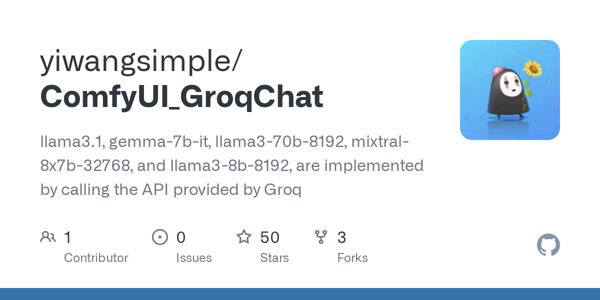 yiwangsimple/
ComfyUI_GroqChat
llama3.1, gemma-7b-it, llama3-70b-8192, mixtral-
8x7b-32768, and llama3-8b-8192, are implemented
by calling the API provided by Groq
1 0 50 3
Contributor Issues Stars Forks